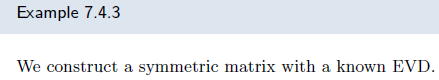 Example 7.4.3
We construct a symmetric matrix with a known EVD.